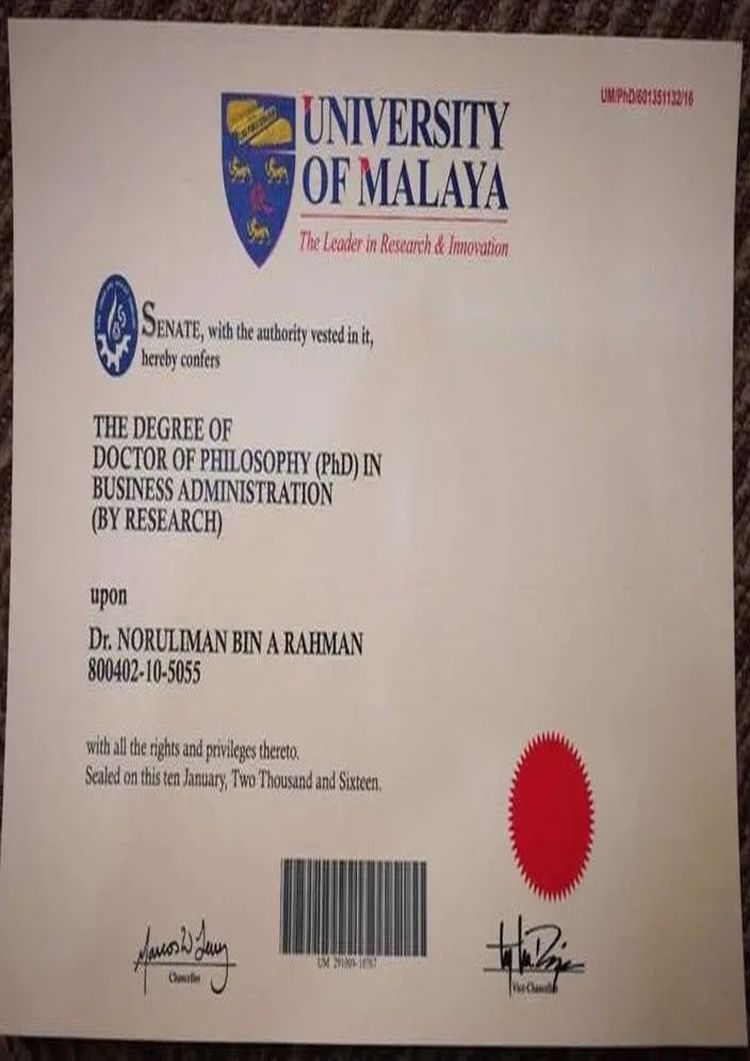 UM/PhD/601351132/16
UNIVERSITY
OF MALAYA
The Leader in Research & Innovation
SENATE, with the authority vested in it,
hereby confers
THE DEGREE OF
DOCTOR OF PHILOSOPHY (PhD) IN
BUSINESS ADMINISTRATION
(BY RESEARCH)
upon
Dr. NORULIMAN BIN A RAHMAN
800402-10-5055
with all the rights and privileges thereto.
Sealed on this ten January, Two Thousand and Sixteen.
UM
Chancellor
Vice-Chancellor